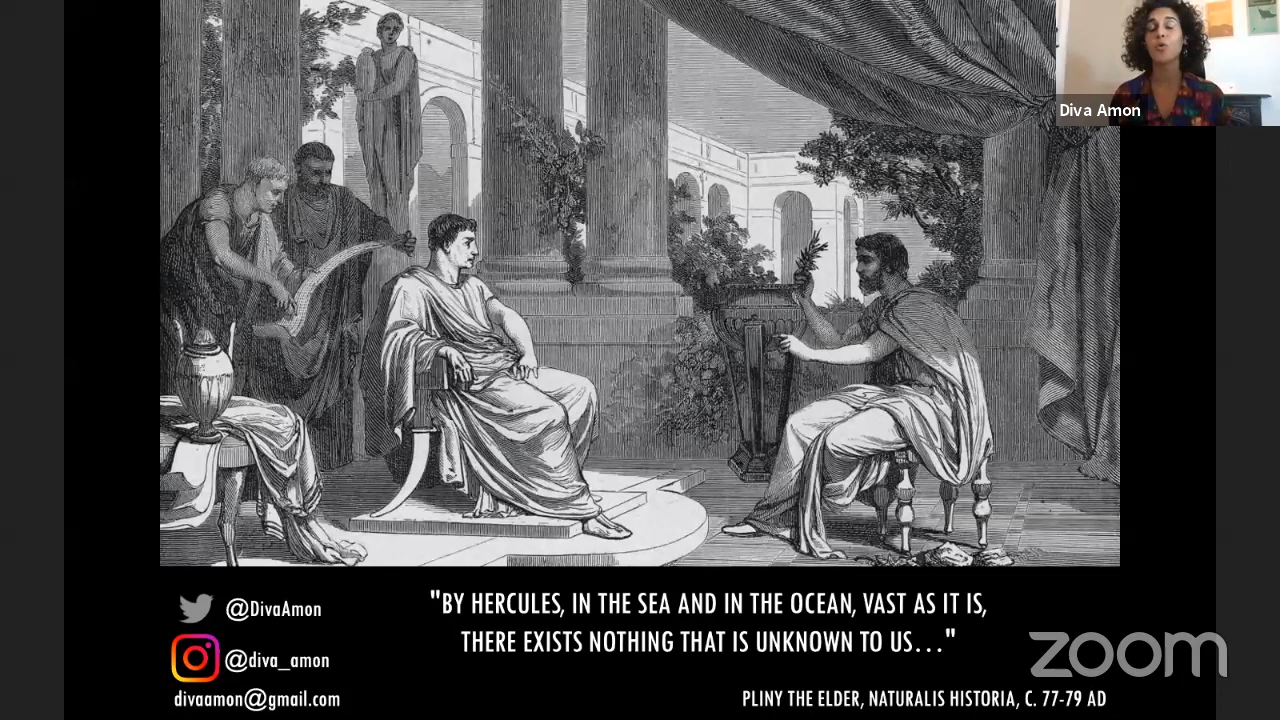 Diva Amon
@DivaAmon
@diva_amon
divaamon@gmail.com
"BY HERCULES, IN THE SEA AND IN THE OCEAN, VAST AS IT IS,
THERE EXISTS NOTHING THAT IS UNKNOWN TO US..."
PLINY THE ELDER, NATURALIS HISTORIA, C. 77-79 AD
zoom